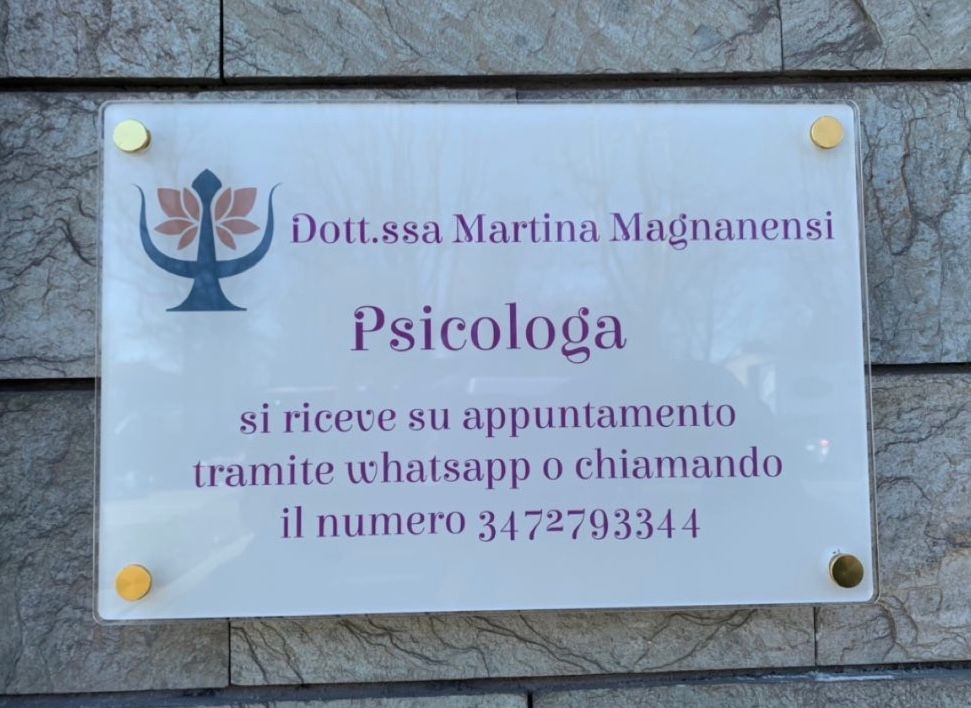 Dott.ssa Martina Magnanensi
Psicologa
si riceve su appuntamento
tramite whatsapp o chiamando
il numero 3472793344